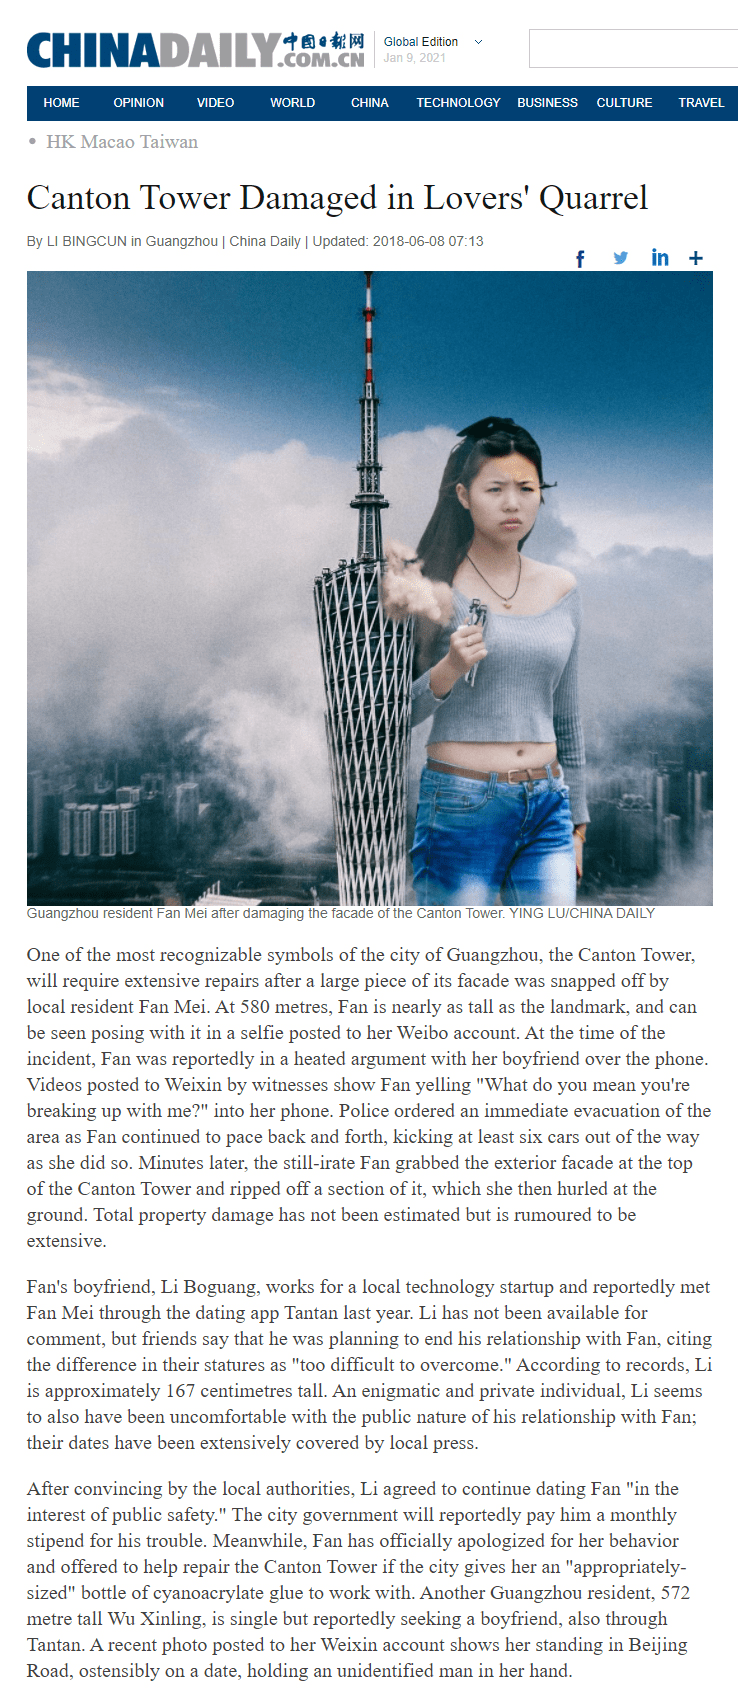 CHINADAILY中国日报网
.COM.CN
Global Edition
Jan 9, 2021
HOME OPINION VIDEO WORLD CHINA TECHNOLOGY BUSINESS CULTURE TRAVEL
• HK Macao Taiwan
Canton Tower Damaged in Lovers' Quarrel
By LI BINGCUN in Guangzhou | China Daily | Updated: 2018-06-08 07:13
Guangzhou resident Fan Mei after damaging the facade of the Canton Tower. YING LU/CHINA DAILY
One of the most recognizable symbols of the city of Guangzhou, the Canton Tower,
will require extensive repairs after a large piece of its facade was snapped off by
local resident Fan Mei. At 580 metres, Fan is nearly as tall as the landmark, and can
be seen posing with it in a selfie posted to her Weibo account. At the time of the
incident, Fan was reportedly in a heated argument with her boyfriend over the phone.
Videos posted to Weixin by witnesses show Fan yelling "What do you mean you're
breaking up with me?" into her phone. Police ordered an immediate evacuation of the
area as Fan continued to pace back and forth, kicking at least six cars out of the way
as she did so. Minutes later, the still-irate Fan grabbed the exterior facade at the top
of the Canton Tower and ripped off a section of it, which she then hurled at the
ground. Total property damage has not been estimated but is rumoured to be
extensive.
Fan's boyfriend, Li Boguang, works for a local technology startup and reportedly met
Fan Mei through the dating app Tantan last year. Li has not been available for
comment, but friends say that he was planning to end his relationship with Fan, citing
the difference in their statures as "too difficult to overcome." According to records, Li
is approximately 167 centimetres tall. An enigmatic and private individual, Li seems
to also have been uncomfortable with the public nature of his relationship with Fan;
their dates have been extensively covered by local press.
After convincing by the local authorities, Li agreed to continue dating Fan "in the
interest of public safety." The city government will reportedly pay him a monthly
stipend for his trouble. Meanwhile, Fan has officially apologized for her behavior
and offered to help repair the Canton Tower if the city gives her an "appropriately-
sized" bottle of cyanoacrylate glue to work with. Another Guangzhou resident, 572
metre tall Wu Xinling, is single but reportedly seeking a boyfriend, also through
Tantan. A recent photo posted to her Weixin account shows her standing in Beijing
Road, ostensibly on a date, holding an unidentified man in her hand.